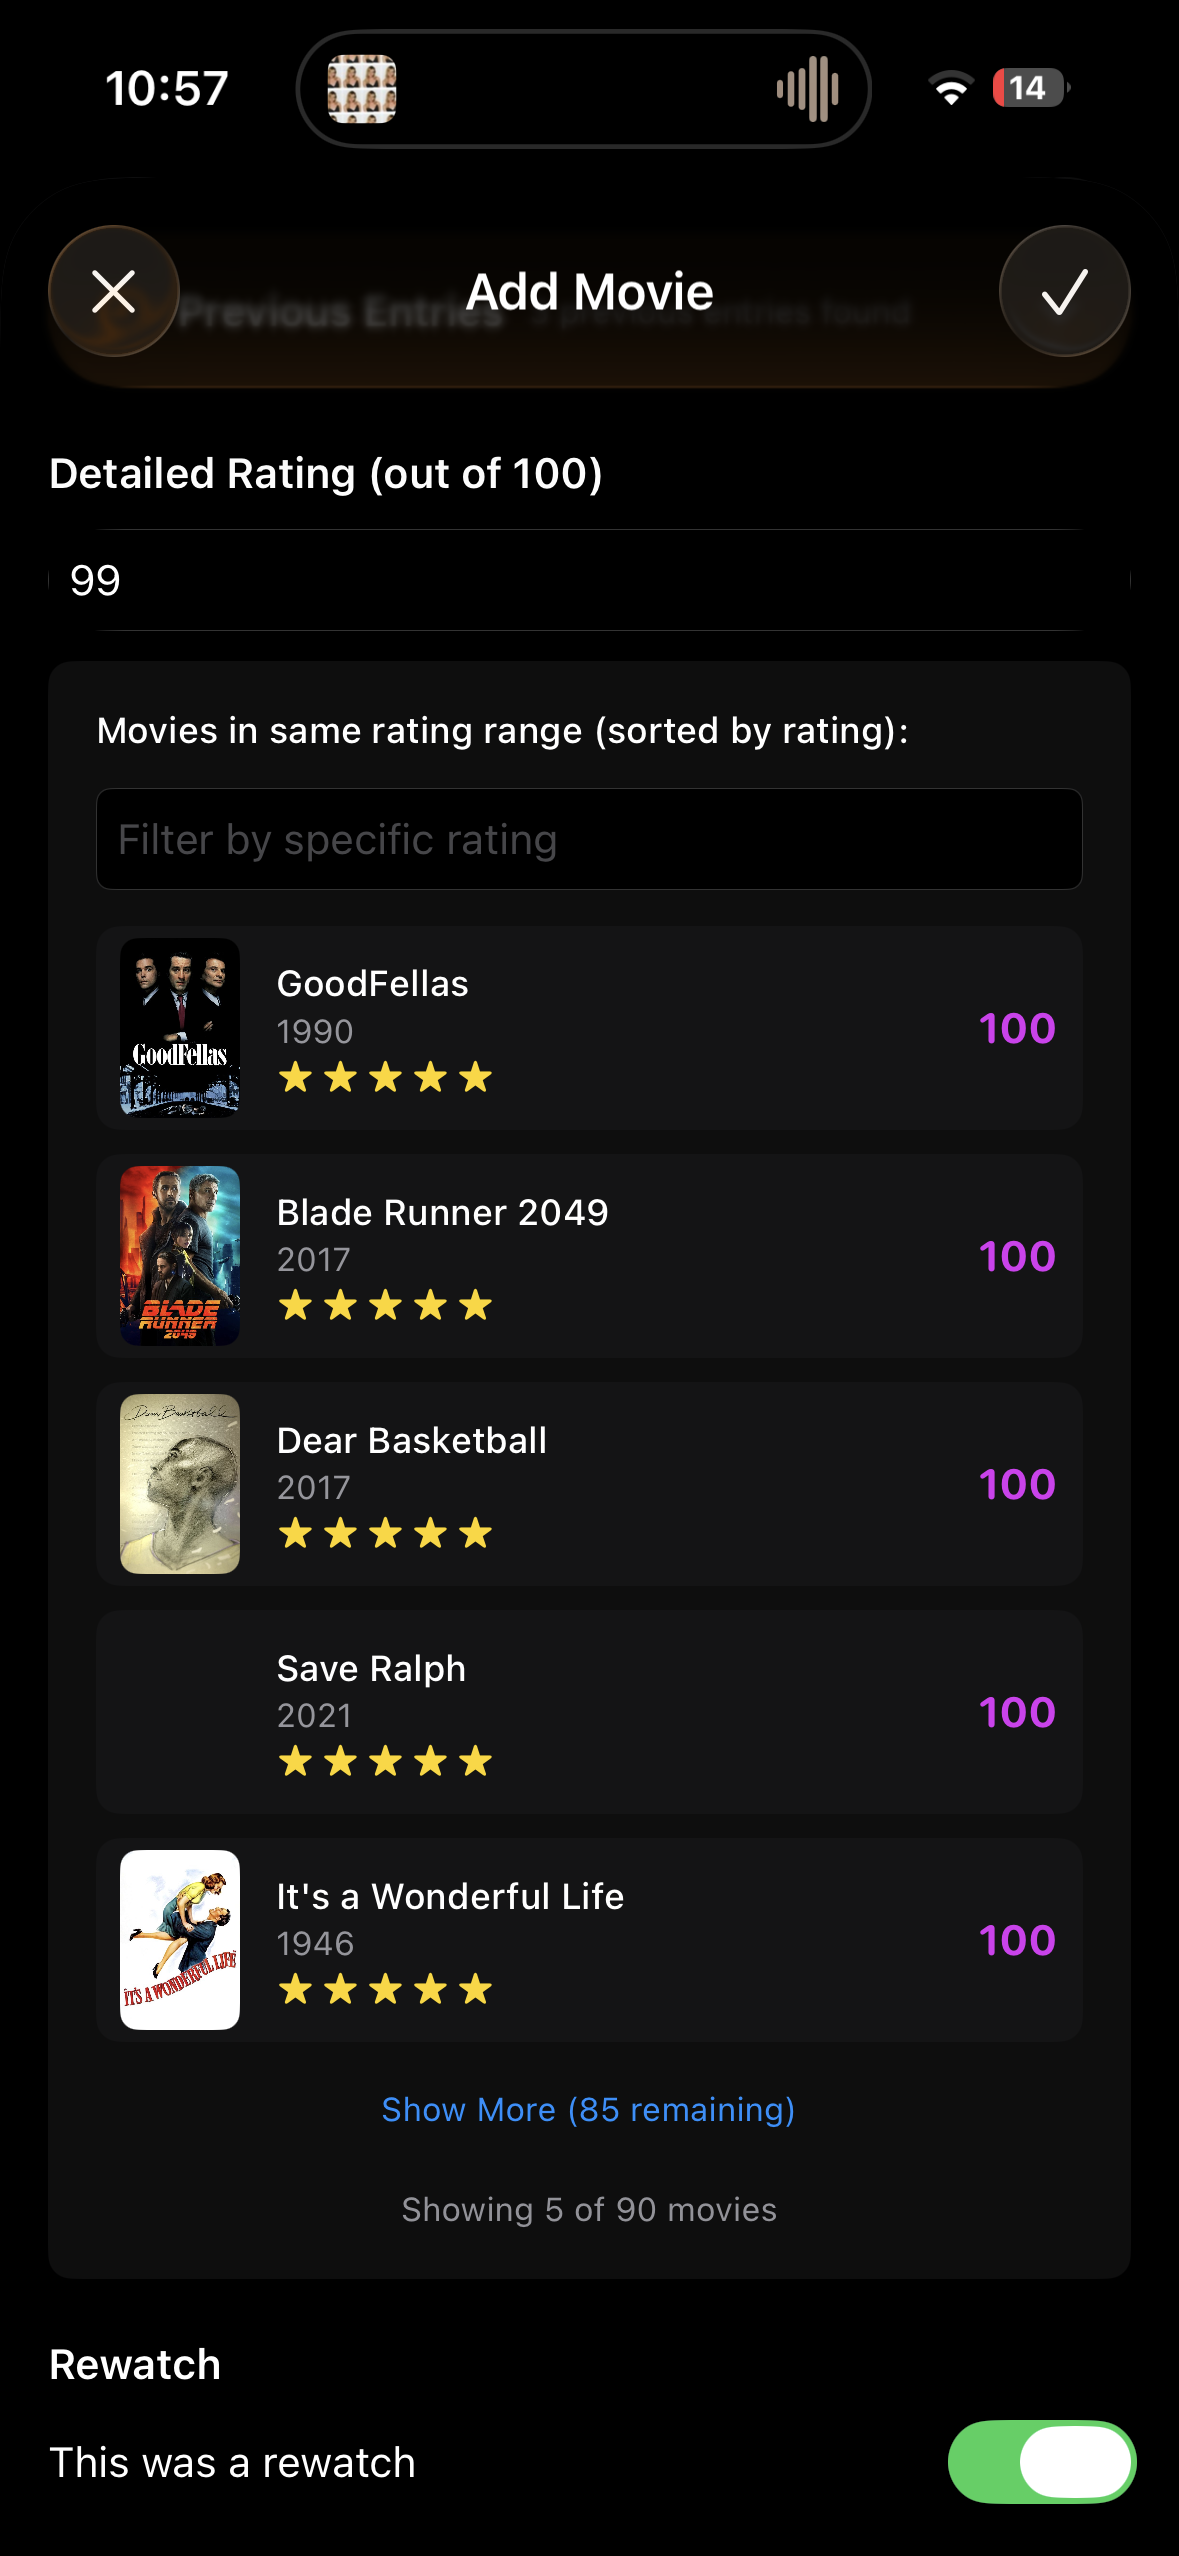 10:57
14
Add Movie
Previous Entries previous entries found
Detailed Rating (out of 100)
99
Movies in same rating range (sorted by rating):
Filter by specific rating
GoodFellas
GoodFellas
1990
100
Blade Runner 2049
BLADE
RUNNER
2049
2017
100
Dear Basketball
Dear Basketball
2017
100
Save Ralph
2021
100
It's a Wonderful Life
IT'S A WONDERFUL LIFE
1946
100
Show More (85 remaining)
Showing 5 of 90 movies
Rewatch
This was a rewatch